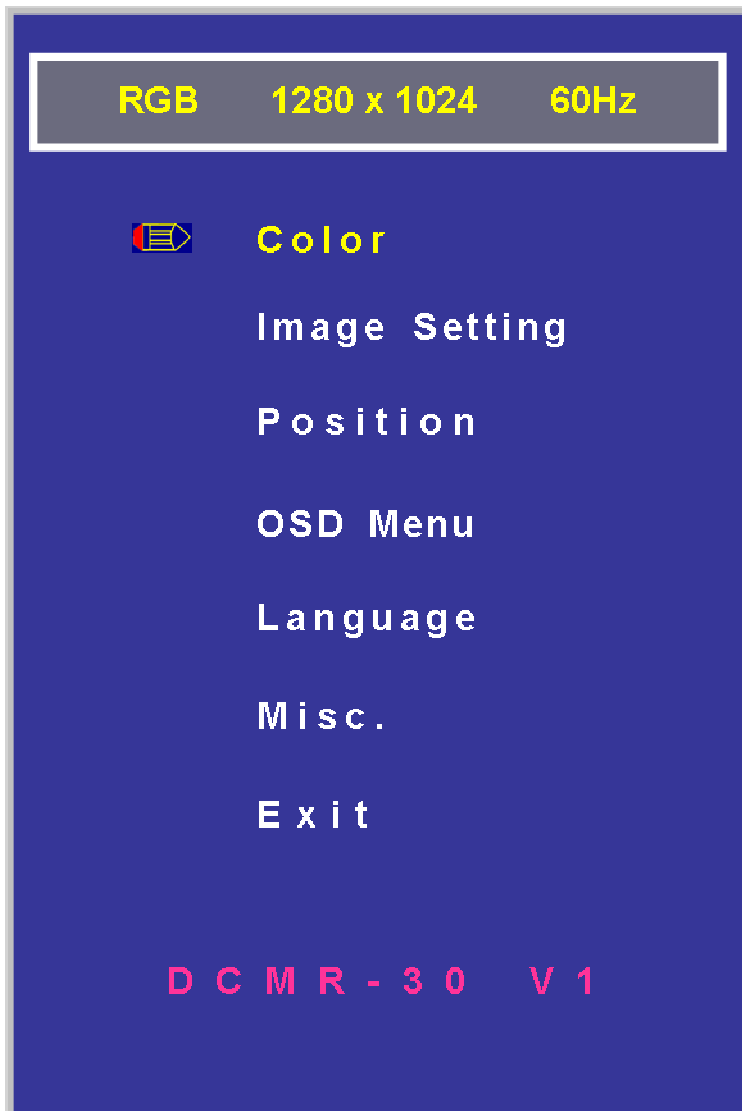 RGB 1280 x 1024 60Hz
Color
Image Setting
Position
OSD Menu
Language
Misc.
Exit
DCMR-30 V1